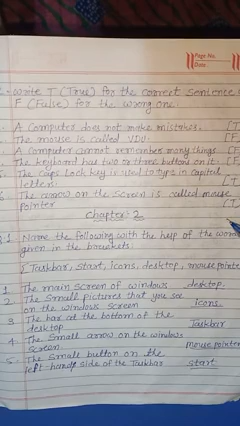 Page No.
Date
write T (True) for the correct sentence
F (False) for the wrong one.
A Computer does not make mistakes. [T
The mouse is called VDU. [F
A Computer cannot remember many things [F
The keyboard has two or three buttons on it. [F
The Caps Lock key is used to type in capital
letters. [T
The arrow on the screen is called mouse
pointer [T
Chapter: 2
Name the following with the help of the
given in the brackets:
[Taskbar, start, icons, desktop, mouse pointe
1 The main screen of windows desktop.
2 The small pictures that you see
on the windows screen icons.
3 The bar at the bottom of the
desktop Taskbar
4 The small arrow on the windows
screen. mouse pointer
5. The small button on the
left-hand side of the Taskbar start